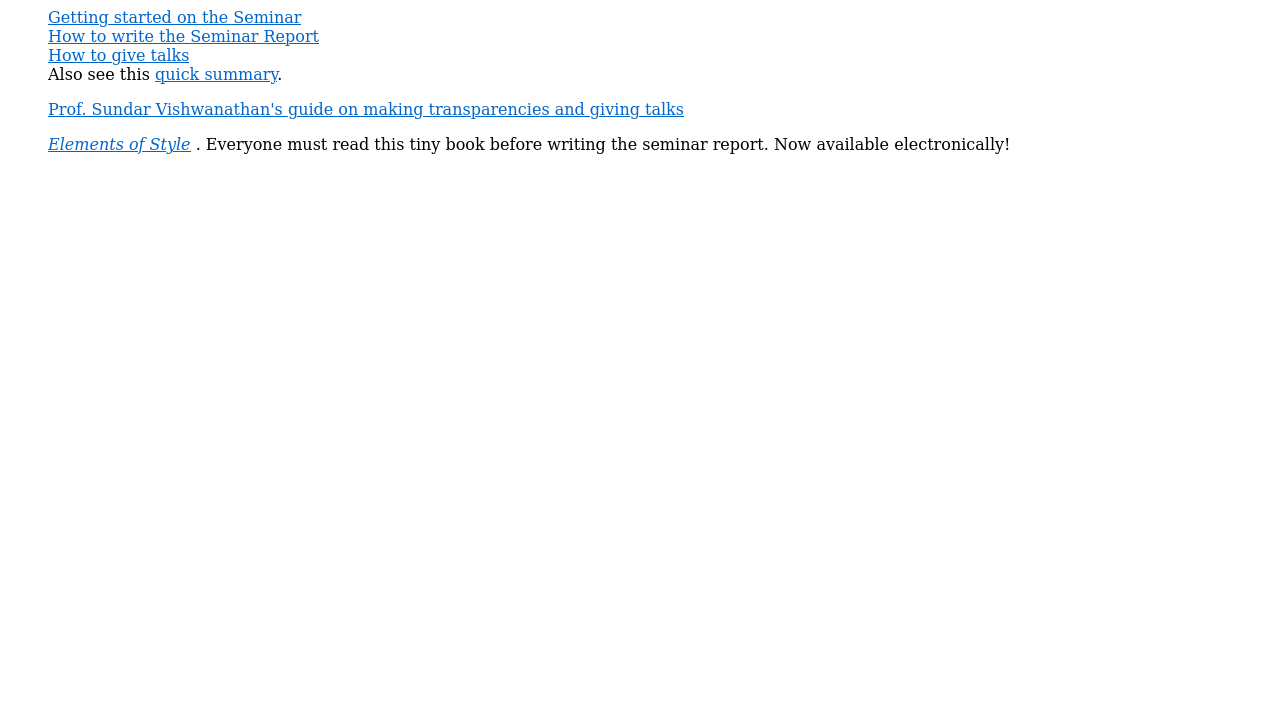 Getting started on the Seminar
How to write the Seminar Report
How to give talks
Also see this quick summary.
Prof. Sundar Vishwanathan's guide on making transparencies and giving talks
Elements of Style . Everyone must read this tiny book before writing the seminar report. Now available electronically!